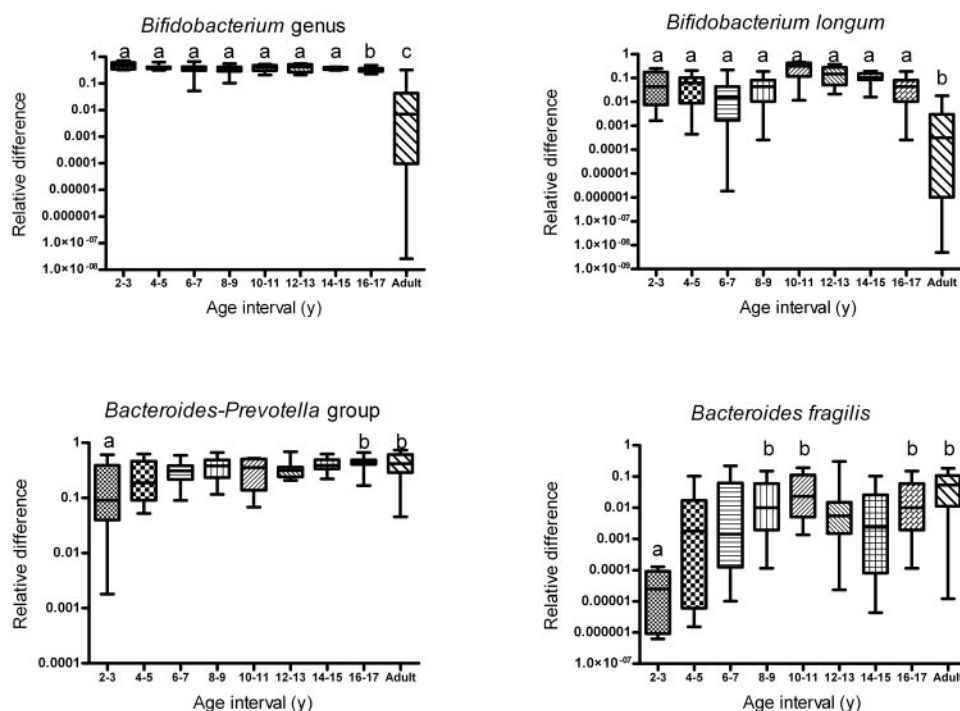 Bifidobacterium genus
a a a a a a a b c
Relative difference
1
0.1
0.01
0.001
0.0001
0.00001
0.000001
1.0×10⁻⁰⁷
1.0×10⁻⁰⁸
2-3 4-5 6-7 8-9 10-11 12-13 14-15 16-17 Adult
Age interval (y)
Bifidobacterium longum
a a a a a a a a b
Relative difference
1
0.1
0.01
0.001
0.0001
0.00001
0.000001
1.0×10⁻⁰⁷
1.0×10⁻⁰⁸
1.0×10⁻⁰⁹
2-3 4-5 6-7 8-9 10-11 12-13 14-15 16-17 Adult
Age interval (y)
Bacteroides-Prevotella group
a b b
Relative difference
1
0.1
0.01
0.001
0.0001
2-3 4-5 6-7 8-9 10-11 12-13 14-15 16-17 Adult
Age interval (y)
Bacteroides fragilis
a b b b b
Relative difference
1
0.1
0.01
0.001
0.0001
0.00001
0.000001
1.0×10⁻⁰⁷
2-3 4-5 6-7 8-9 10-11 12-13 14-15 16-17 Adult
Age interval (y)